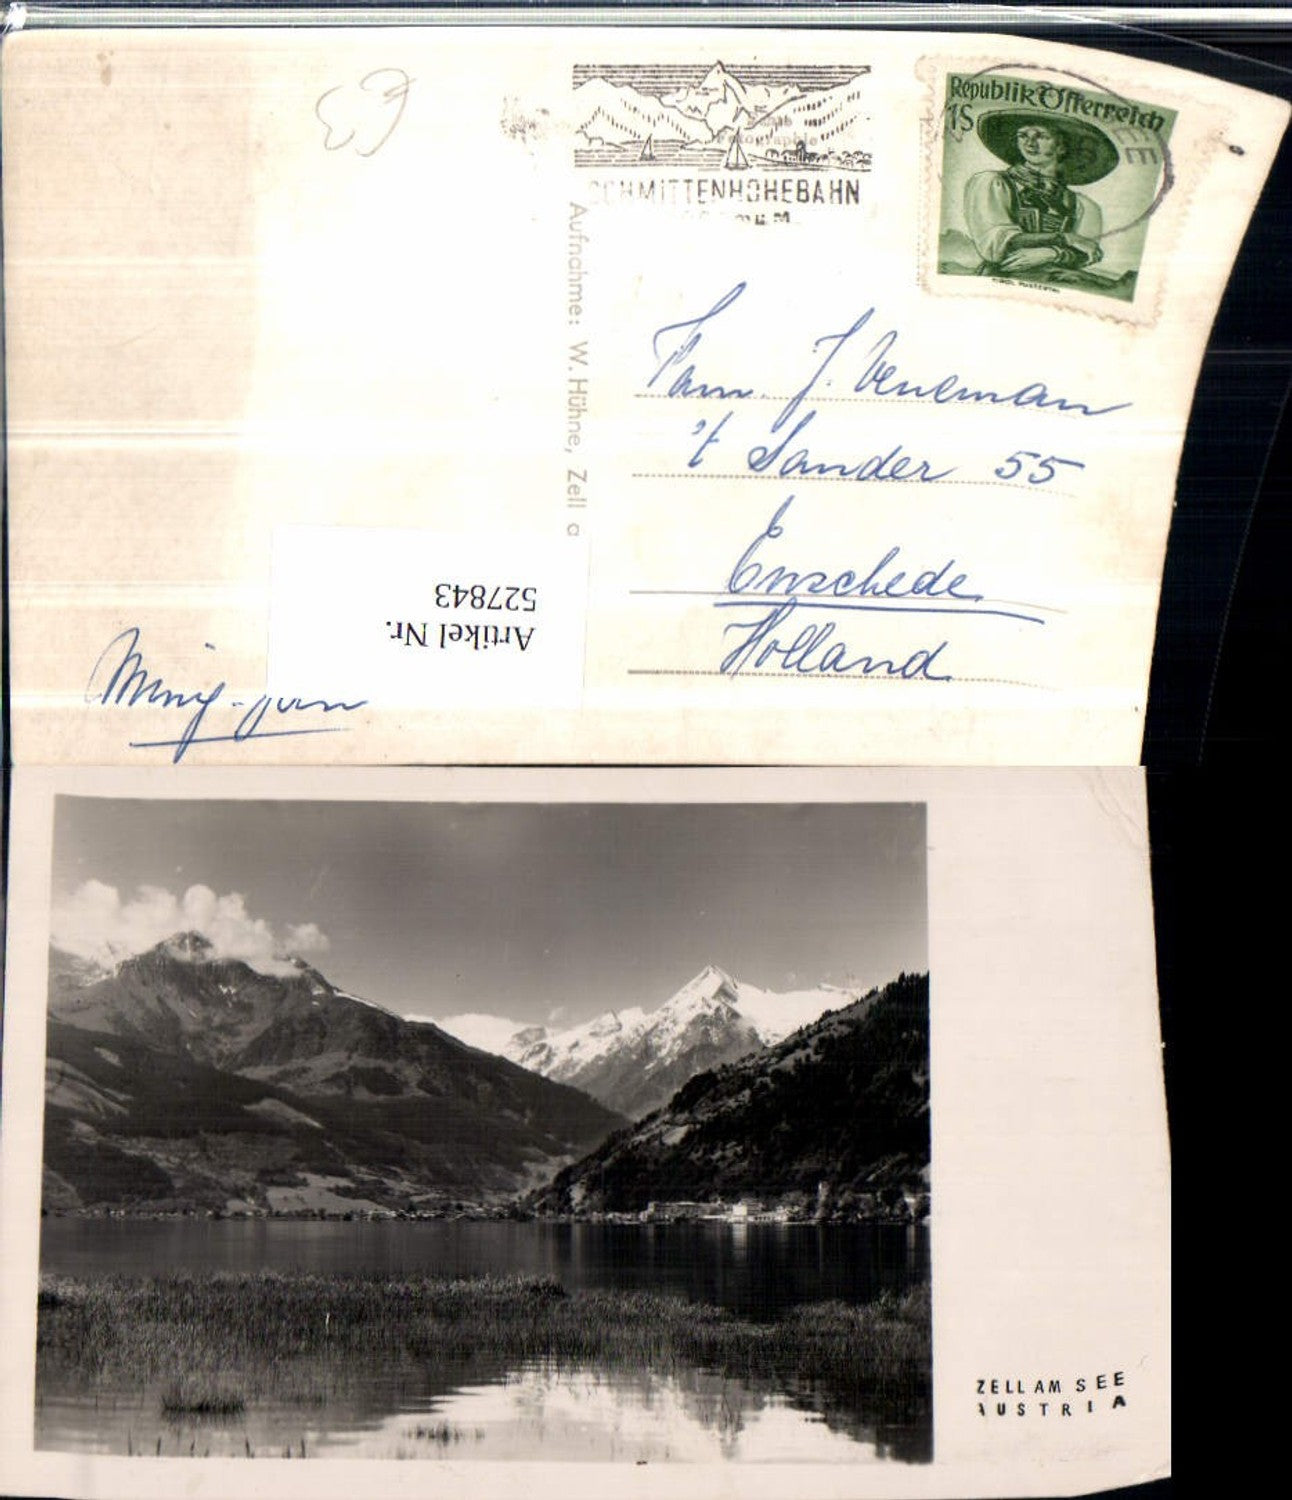 SCHMITTENHÖHEBAHN
Republik Österreich
1S
Aufnahme: W. Hühne, Zell a
Fam. J. Veneman
't Sander 55
Enschede
Holland
Artikel Nr.
527843
ZELL AM SEE
AUSTRIA